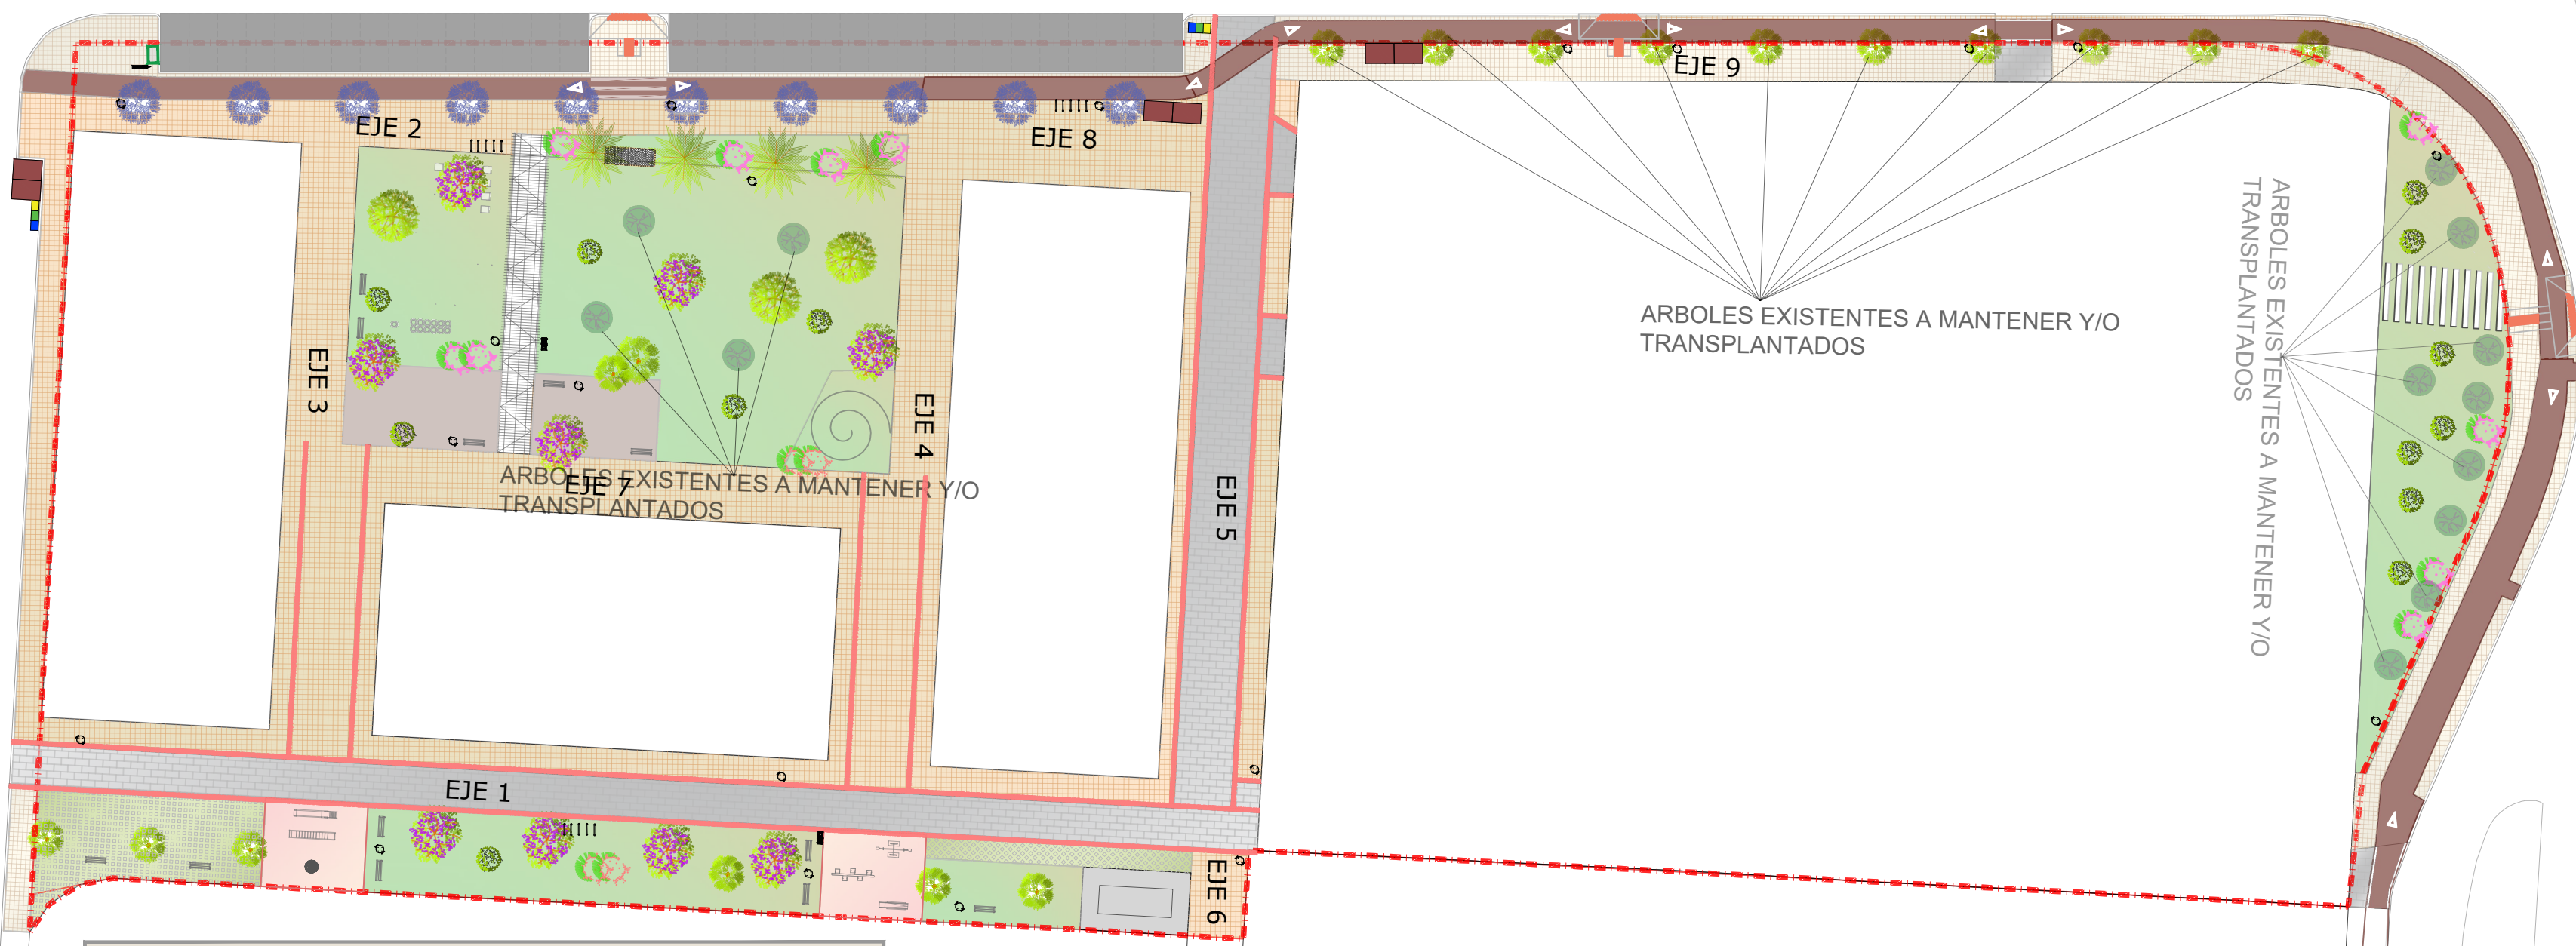 EJE 9
EJE 2
EJE 8
ARBOLES EXISTENTES A MANTENER Y/O
TRANSPLANTADOS
ARBOLES EXISTENTES A MANTENER Y/O
TRANSPLANTADOS
EJE 3
EJE 4
EJE 5
ARBOLES EXISTENTES A MANTENER Y/O
TRANSPLANTADOS
EJE 7
EJE 1
EJE 6